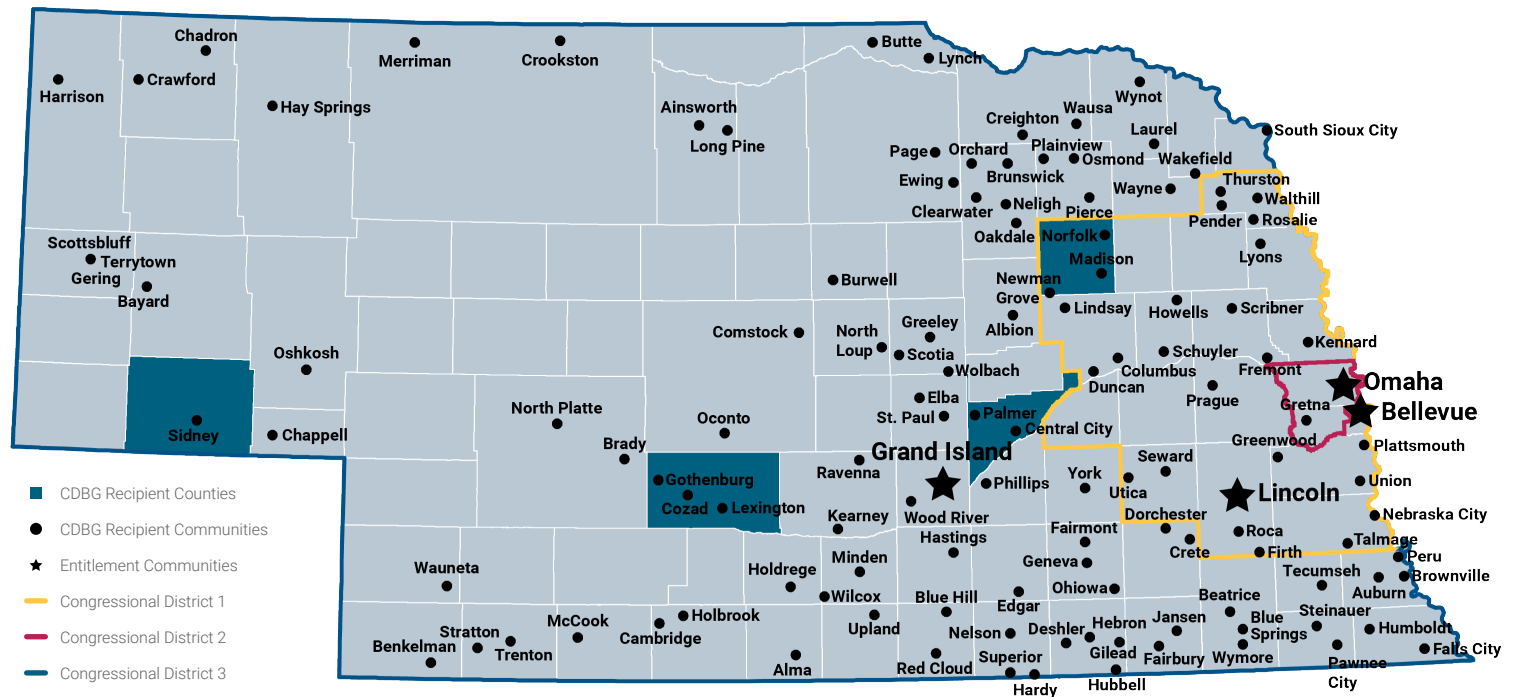 Chadron
Butte
Merriman
Crookston
Lynch
Harrison
Crawford
Hay Springs
Wynot
Ainsworth
Wausa
Long Pine
Creighton
Laurel
South Sioux City
Page
Orchard
Plainview
Osmond
Wakefield
Ewing
Brunswick
Wayne
Thurston
Clearwater
Neligh
Pierce
Walthill
Pender
Rosalie
Oakdale
Norfolk
Scottsbluff
Terrytown
Gering
Bayard
Madison
Lyons
Burwell
Newman
Grove
Lindsay
Howells
Scribner
Comstock
North
Loup
Greeley
Albion
Kennard
Oshkosh
Scotia
Schuyler
Wolbach
Columbus
Fremont
Duncan
Omaha
Elba
Prague
Gretna
Bellevue
North Platte
Oconto
St. Paul
Palmer
Central City
Sidney
Chappell
Brady
Grand Island
Greenwood
Plattsmouth
Ravenna
Seward
Gothenburg
Phillips
York
Utica
Lincoln
Union
Cozad
Lexington
Kearney
Wood River
Dorchester
Nebraska City
Hastings
Fairmont
Roca
Crete
Firth
Talmage
Peru
Wauneta
Holdrege
Minden
Geneva
Tecumseh
Brownville
Auburn
Wilcox
Blue Hill
Edgar
Ohiowa
Beatrice
Steinauer
McCook
Holbrook
Cambridge
Upland
Nelson
Deshler
Hebron
Jansen
Blue
Springs
Humboldt
Stratton
Trenton
Benkelman
Alma
Red Cloud
Superior
Hardy
Gilead
Hubbell
Fairbury
Wymore
Pawnee
City
Falls City
CDBG Recipient Counties
CDBG Recipient Communities
Entitlement Communities
Congressional District 1
Congressional District 2
Congressional District 3